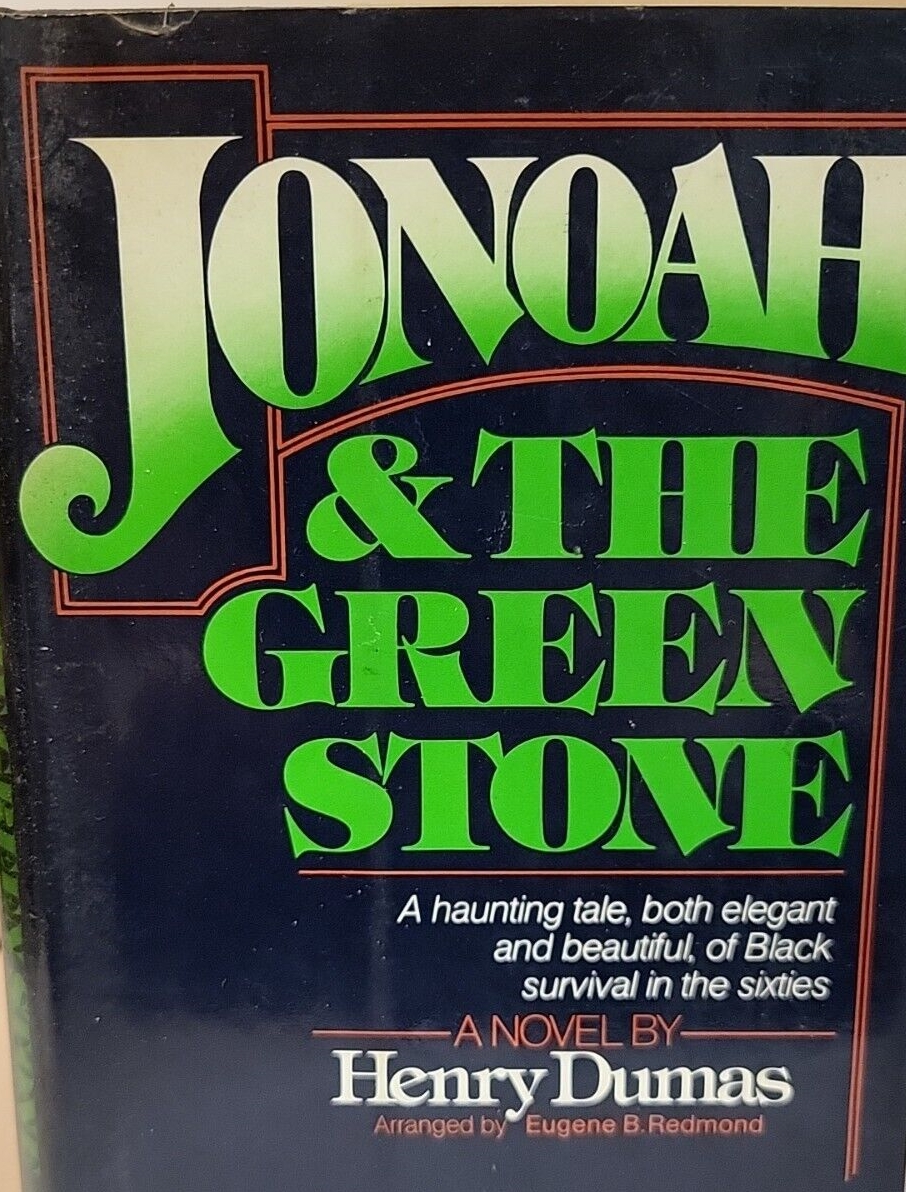 JONOAH
& THE
GREEN
STONE
A haunting tale, both elegant
and beautiful, of Black
survival in the sixties
A NOVEL BY
Henry Dumas
Arranged by Eugene B. Redmond